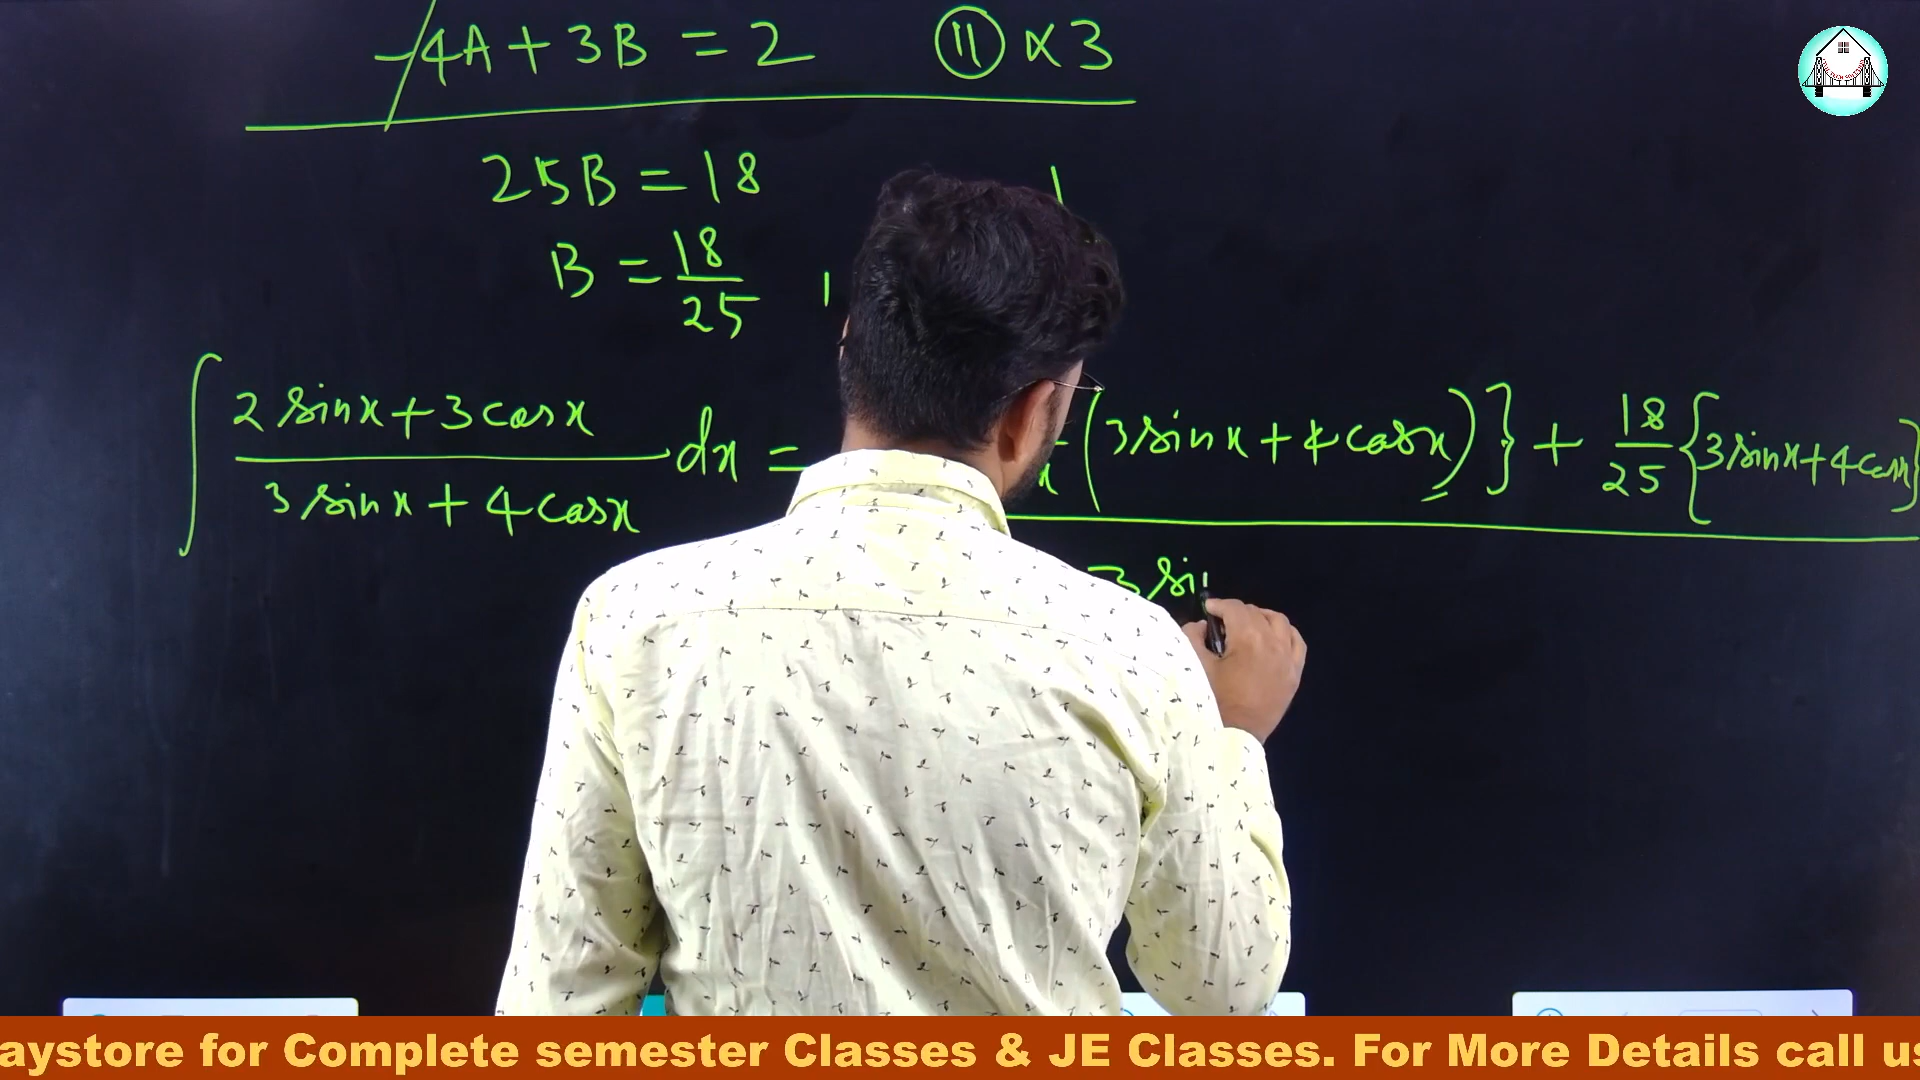 -4A + 3B = 2 (II) × 3
25B = 18
B = 18/25 ,
∫ (2 sinx + 3 cosx)/(3 sinx + 4 cosx) dx = (3 sinx + 4 cosx)} + 18/25 {3 sinx + 4 cosx}
3 sin
aystore for Complete semester Classes & JE Classes. For More Details call us